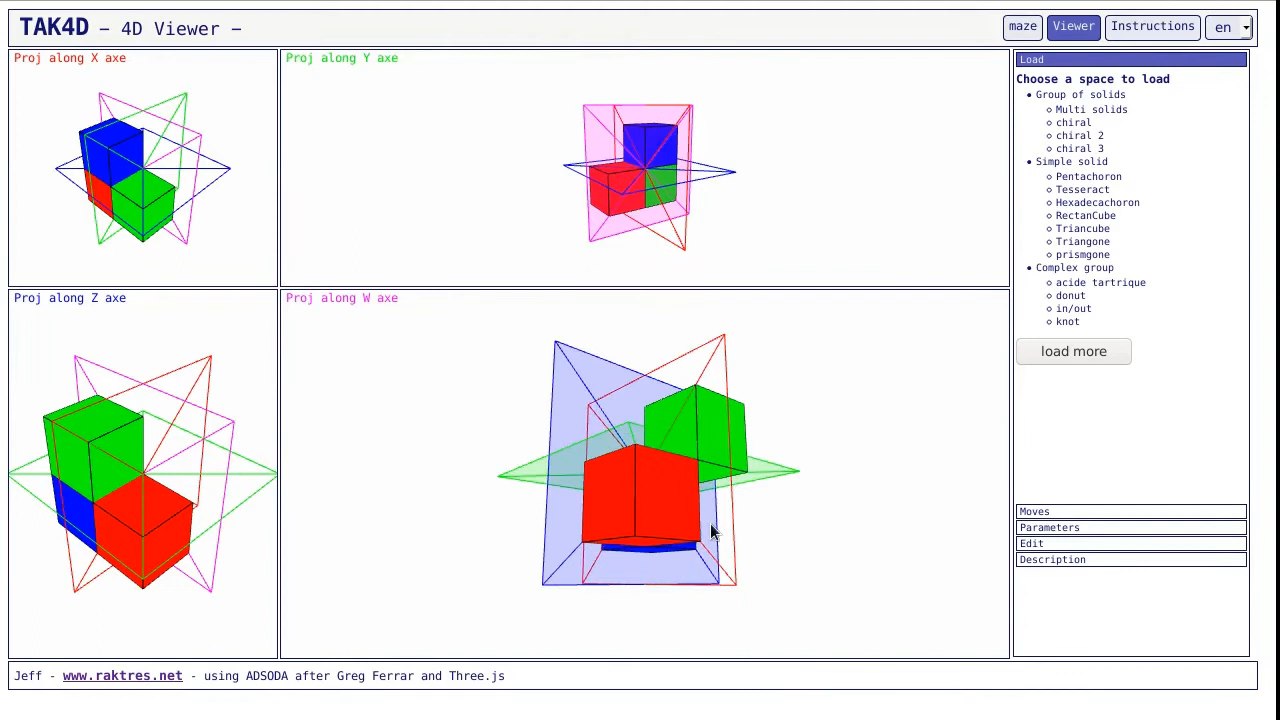 TAK4D - 4D Viewer -
maze Viewer Instructions en
Proj along X axe
Proj along Y axe
Proj along Z axe
Proj along W axe
Load
Choose a space to load
Group of solids
Multi solids
chiral
chiral 2
chiral 3
Simple solid
Pentachoron
Tesseract
Hexadecachoron
RectanCube
Triancube
Triangone
prismgone
Complex group
acide tartrique
donut
in/out
knot
load more
Moves
Parameters
Edit
Description
Jeff - www.raktres.net - using ADSODA after Greg Ferrar and Three.js